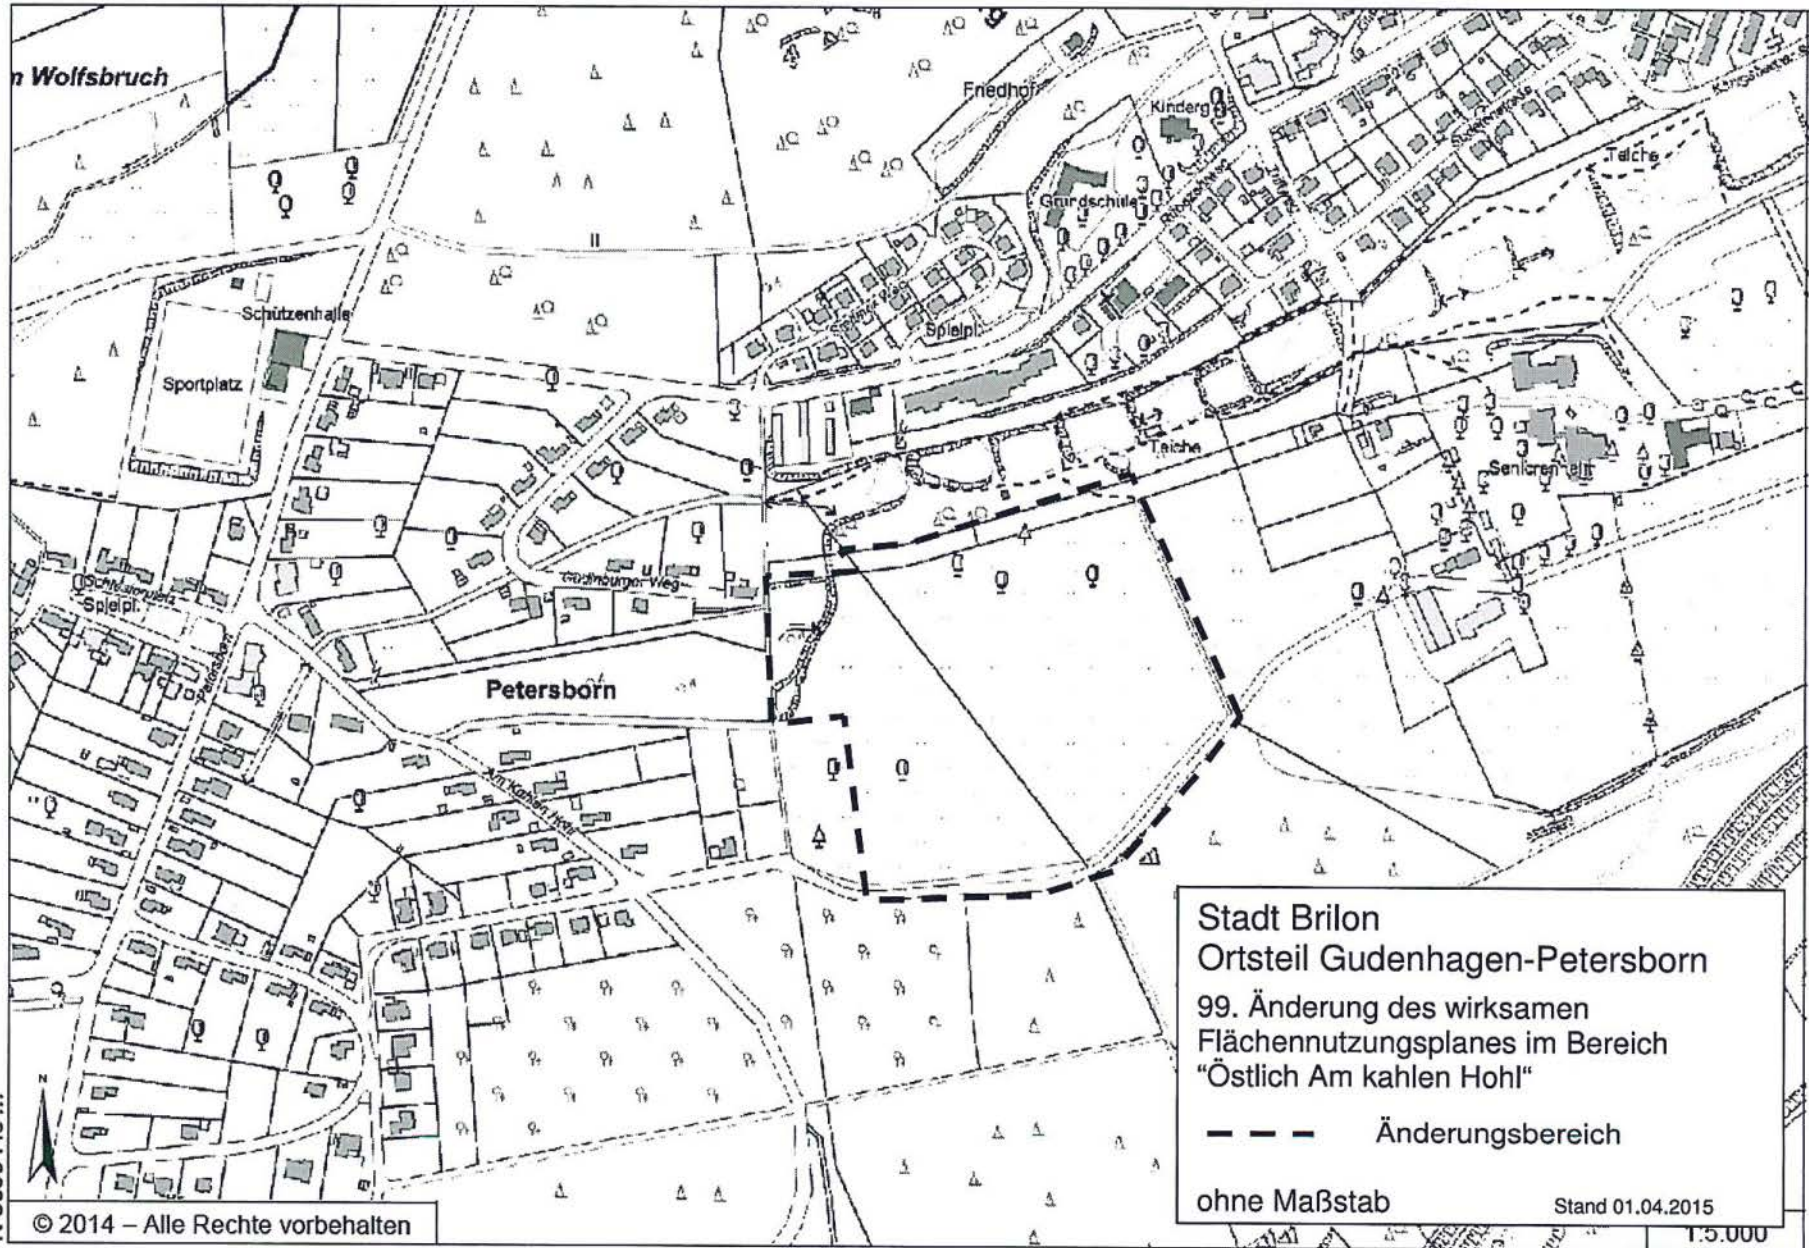 m Wolfsbruch
Friedhof
Kinderg
Teiche
Grundschule
Schützenhalle
Spielpl.
Sportplatz
Teiche
Seniorenheim
Gudenburger Weg
Spielpl.
Petersborn
Petersborn
Am Kahlen Hohl
N
Stadt Brilon
Ortsteil Gudenhagen-Petersborn
99. Änderung des wirksamen
Flächennutzungsplanes im Bereich
"Östlich Am kahlen Hohl"
Änderungsbereich
ohne Maßstab
Stand 01.04.2015
© 2014 – Alle Rechte vorbehalten
1:5.000